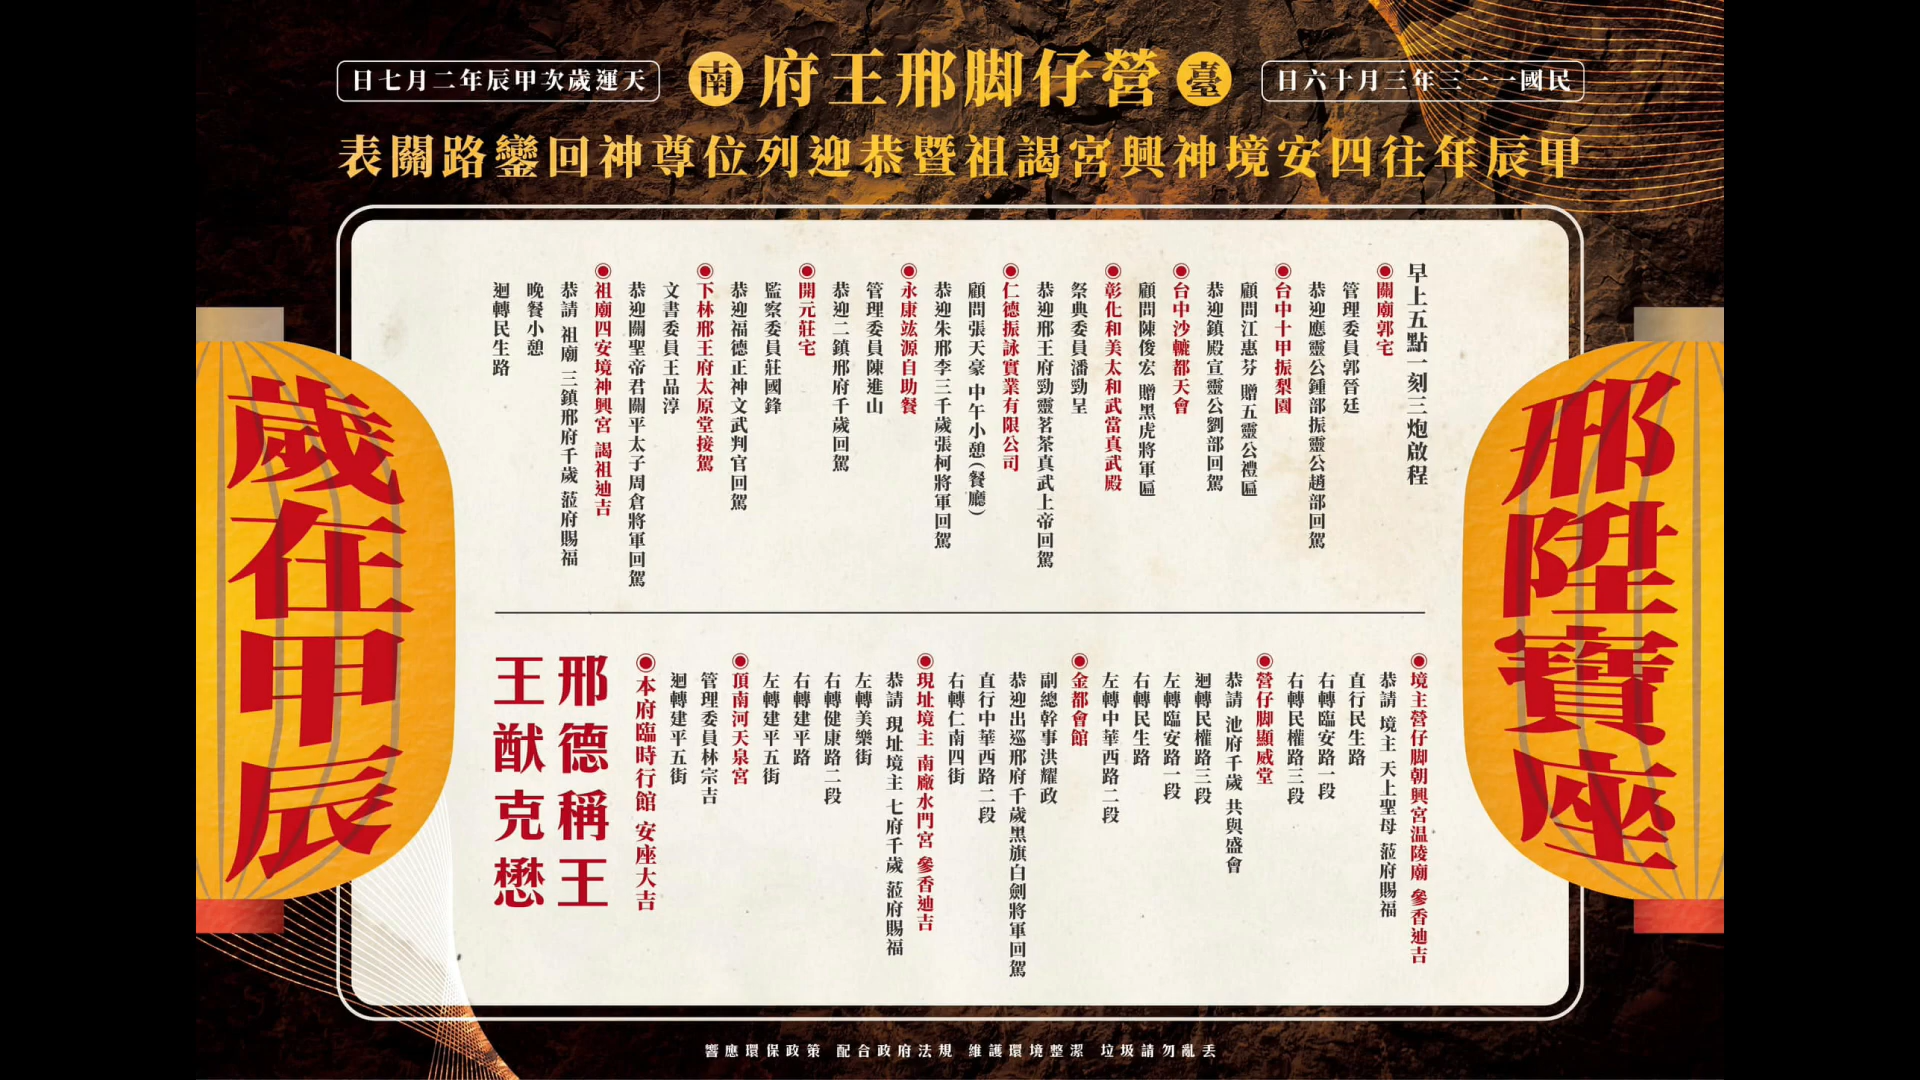 民國一一三年三月十六日
臺 營仔脚邢王府 南
天運歲次甲辰年二月七日
甲辰年往四安境神興宮謁祖暨恭迎列位尊神回鑾路關表
邢陞寶座
早上五點一刻三炮啟程
關廟郭宅
管理委員郭晉廷
恭迎應靈公鍾部振靈公趙部回駕
台中十甲振梨園
顧問江惠芬 贈五靈公禮匾
恭迎鎮殿宣靈公劉部回駕
台中沙轆都天會
顧問陳俊宏 贈黑虎將軍匾
彰化和美太和武當真武殿
祭典委員潘勁呈
恭迎邢王府勁靈茗茶真武上帝回駕
仁德振詠實業有限公司
顧問張天豪 中午小憩(餐廳)
恭迎朱邢李三千歲張柯將軍回駕
永康竑源自助餐
管理委員陳進山
恭迎二鎮邢府千歲回駕
開元莊宅
監察委員莊國鋒
恭迎福德正神文武判官回駕
下林邢王府太原堂接駕
文書委員王品淳
恭迎關聖帝君關平太子周倉將軍回駕
祖廟四安境神興宮 謁祖迪吉
恭請 祖廟 三鎮邢府千歲 蒞府賜福
晚餐小憩
迴轉民生路
境主營仔脚朝興宮温陵廟 參香迪吉
恭請 境主 天上聖母 蒞府賜福
直行民生路
右轉臨安路一段
右轉民權路三段
營仔脚顯威堂
恭請 池府千歲 共與盛會
迴轉民權路三段
左轉臨安路一段
右轉民生路
左轉中華西路二段
金都會館
副總幹事洪耀政
恭迎出巡邢府千歲黑旗白劍將軍回駕
直行中華西路二段
右轉仁南四街
現址境主 南廠水門宮 參香迪吉
恭請 現址境主 七府千歲 蒞府賜福
左轉美樂街
右轉健康路二段
右轉建平路
左轉建平五街
頂南河天泉宮
管理委員林宗吉
迴轉建平五街
本府臨時行館 安座大吉
邢德稱王
王猷克懋
歲在甲辰
響應環保政策 配合政府法規 維護環境整潔 垃圾請勿亂丟